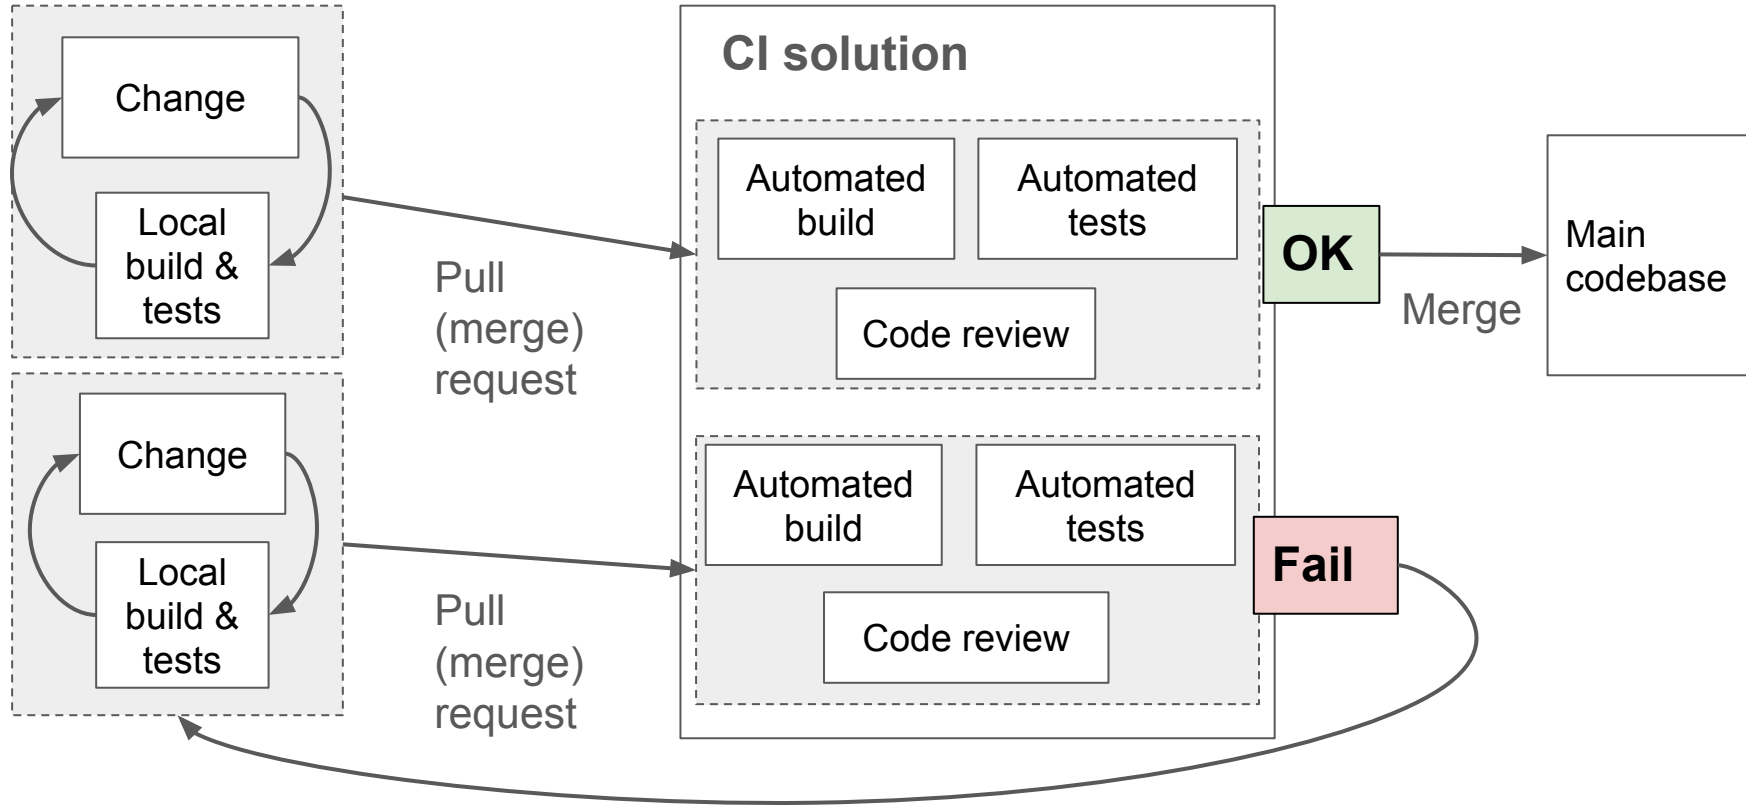 CI solution
Change
Local
build &
tests
Pull
(merge)
request
Automated
build
Automated
tests
Code review
OK
Merge
Main
codebase
Change
Local
build &
tests
Pull
(merge)
request
Automated
build
Automated
tests
Code review
Fail